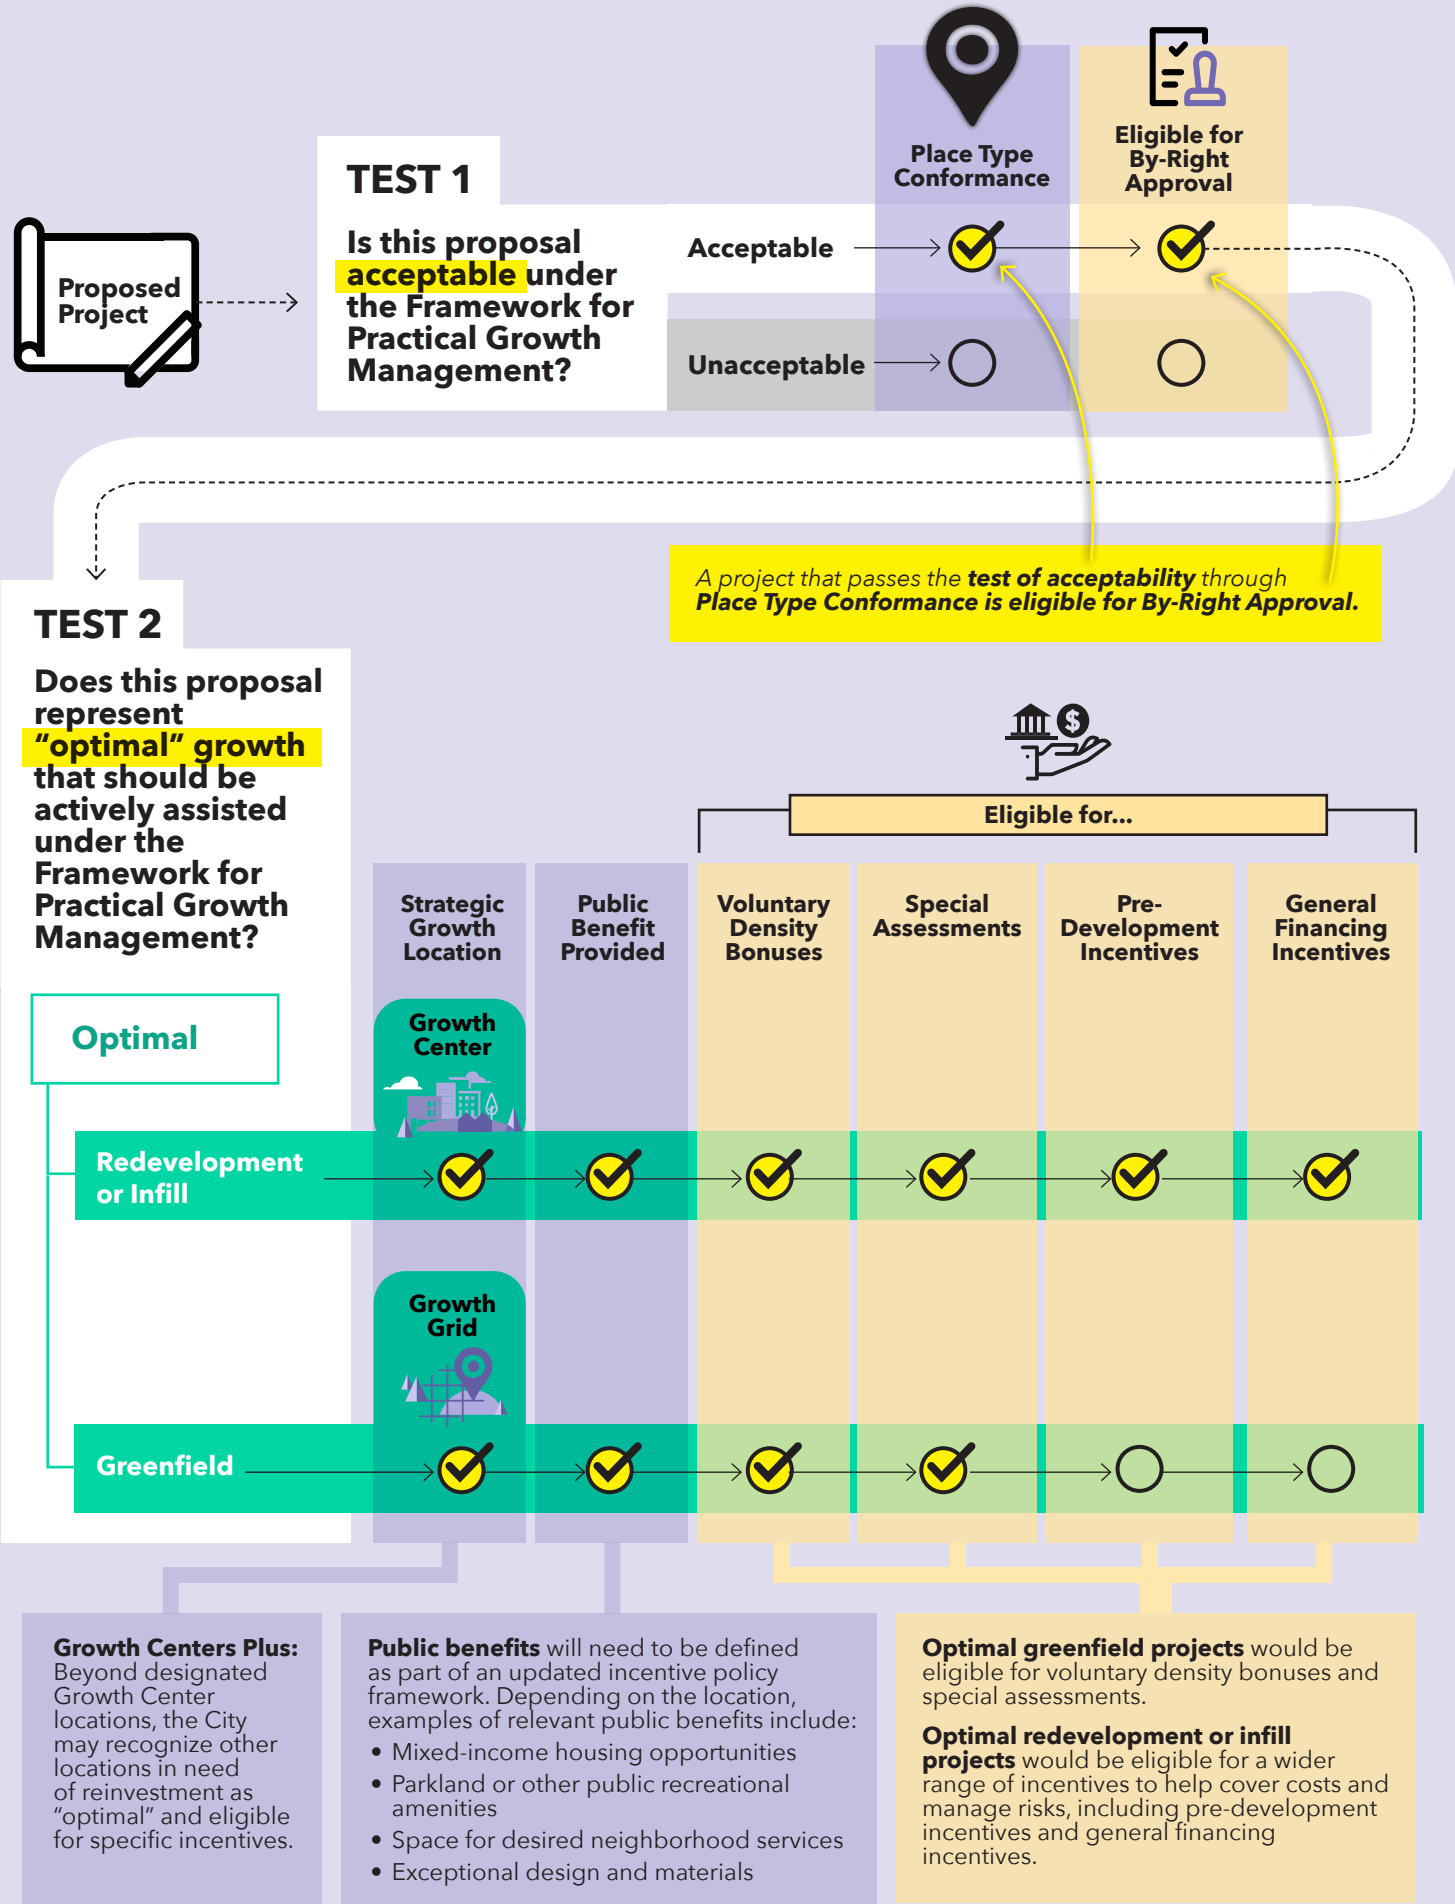 Proposed
Project
TEST 1
Is this proposal
acceptable under
the Framework for
Practical Growth
Management?
Place Type
Conformance
Eligible for
By-Right
Approval
Acceptable
Unacceptable
A project that passes the test of acceptability through
Place Type Conformance is eligible for By-Right Approval.
TEST 2
Does this proposal
represent
“optimal” growth
that should be
actively assisted
under the
Framework for
Practical Growth
Management?
$
Eligible for...
Strategic
Growth
Location
Public
Benefit
Provided
Voluntary
Density
Bonuses
Special
Assessments
Pre-
Development
Incentives
General
Financing
Incentives
Optimal
Growth
Center
Redevelopment
or Infill
Growth
Grid
Greenfield
Growth Centers Plus:
Beyond designated
Growth Center
locations, the City
may recognize other
locations in need
of reinvestment as
“optimal” and eligible
for specific incentives.
Public benefits will need to be defined
as part of an updated incentive policy
framework. Depending on the location,
examples of relevant public benefits include:
• Mixed-income housing opportunities
• Parkland or other public recreational
amenities
• Space for desired neighborhood services
• Exceptional design and materials
Optimal greenfield projects would be
eligible for voluntary density bonuses and
special assessments.
Optimal redevelopment or infill
projects would be eligible for a wider
range of incentives to help cover costs and
manage risks, including pre-development
incentives and general financing
incentives.